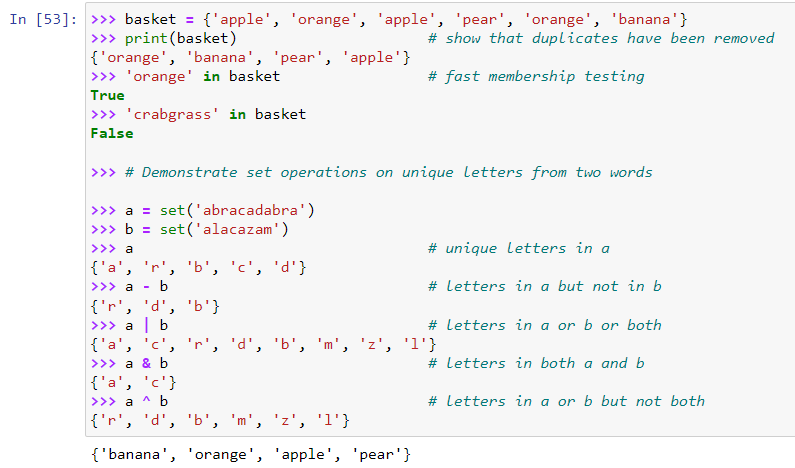 In [53]: >>> basket = {'apple', 'orange', 'apple', 'pear', 'orange', 'banana'}
>>> print(basket)                      # show that duplicates have been removed
{'orange', 'banana', 'pear', 'apple'}
>>> 'orange' in basket                 # fast membership testing
True
>>> 'crabgrass' in basket
False

>>> # Demonstrate set operations on unique letters from two words

>>> a = set('abracadabra')
>>> b = set('alacazam')
>>> a                                  # unique letters in a
{'a', 'r', 'b', 'c', 'd'}
>>> a - b                              # letters in a but not in b
{'r', 'd', 'b'}
>>> a | b                              # letters in a or b or both
{'a', 'c', 'r', 'd', 'b', 'm', 'z', 'l'}
>>> a & b                              # letters in both a and b
{'a', 'c'}
>>> a ^ b                              # letters in a or b but not both
{'r', 'd', 'b', 'm', 'z', 'l'}
{'banana', 'orange', 'apple', 'pear'}